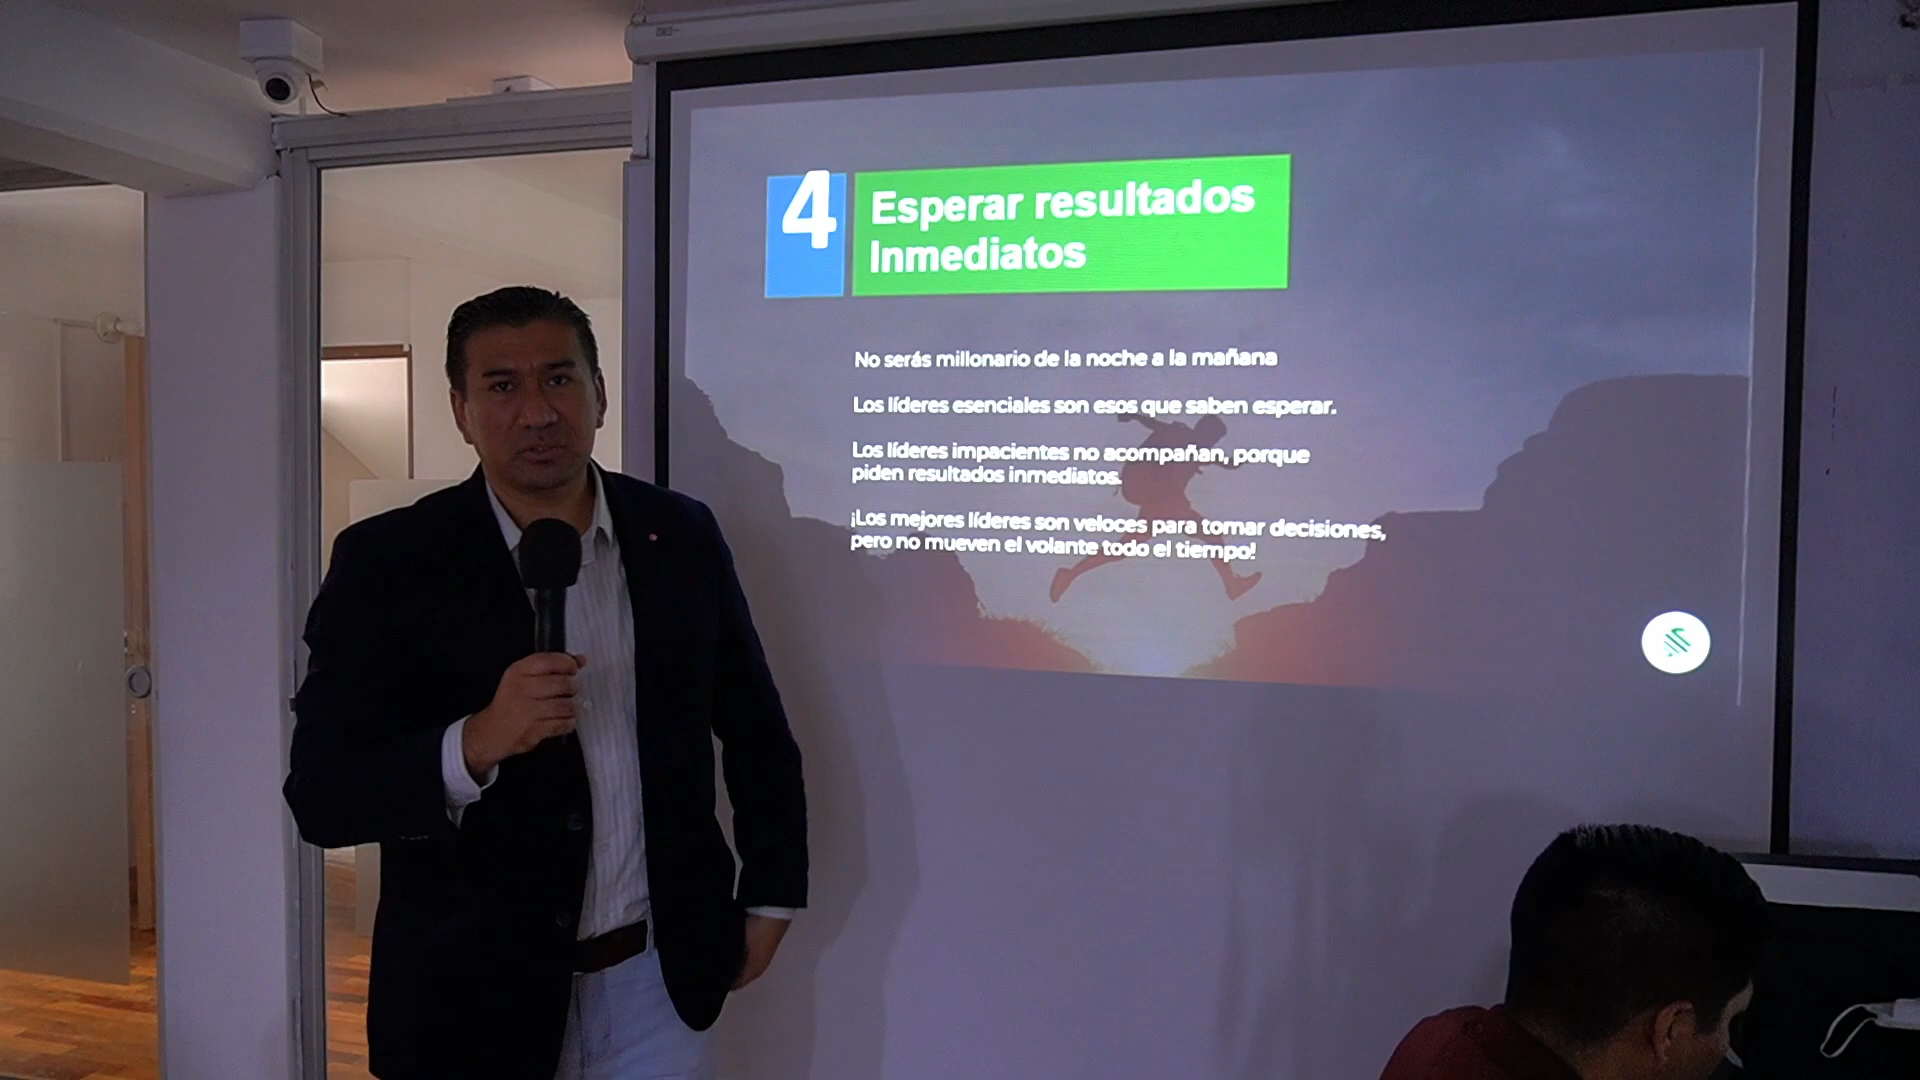 4
Esperar resultados
Inmediatos
No serás millonario de la noche a la mañana
Los líderes esenciales son esos que saben esperar.
Los líderes impacientes no acompañan, porque
piden resultados inmediatos.
¡Los mejores líderes son veloces para tomar decisiones,
pero no mueven el volante todo el tiempo!